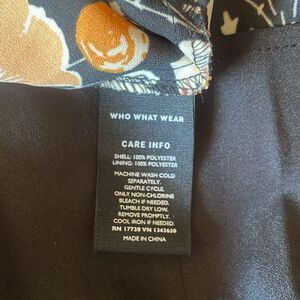 WHO WHAT WEAR
CARE INFO
SHELL: 100% POLYESTER
LINING: 100% POLYESTER
MACHINE WASH COLD
SEPARATELY.
GENTLE CYCLE.
ONLY NON-CHLORINE
BLEACH IF NEEDED.
TUMBLE DRY LOW.
REMOVE PROMPTLY.
COOL IRON IF NEEDED.
RN 17730 VN 1343630
MADE IN CHINA